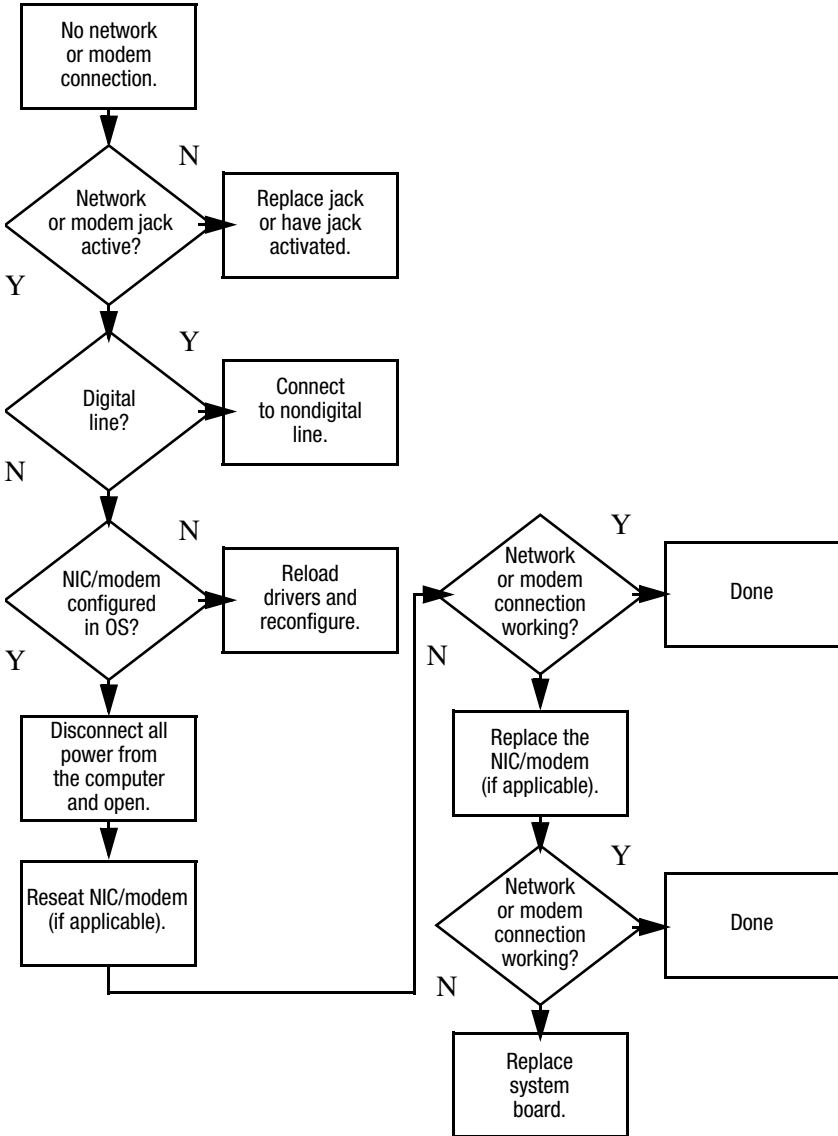 No network
or modem
connection.
N
Network
or modem jack
active?
Replace jack
or have jack
activated.
Y
Y
Digital
line?
Connect
to nondigital
line.
N
N
NIC/modem
configured
in OS?
Reload
drivers and
reconfigure.
Y
Disconnect all
power from
the computer
and open.
Reseat NIC/modem
(if applicable).
Y
Network
or modem
connection
working?
Done
N
Replace the
NIC/modem
(if applicable).
Y
Network
or modem
connection
working?
Done
N
Replace
system
board.